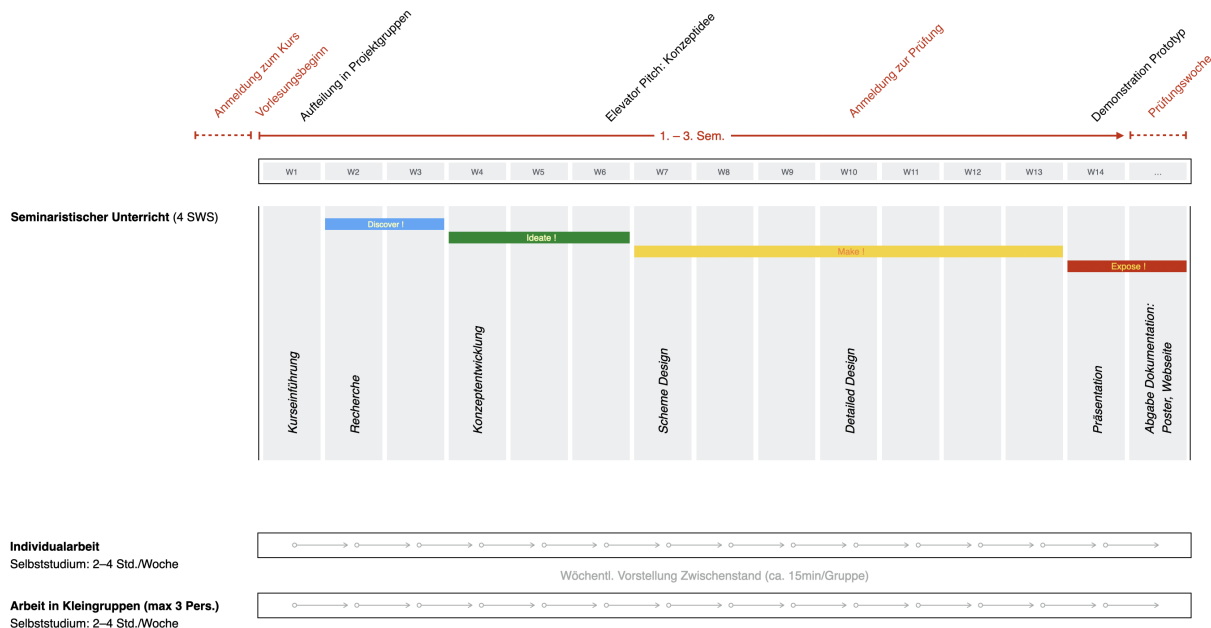 Anmeldung zum Kurs
Vorlesungsbeginn
Aufteilung in Projektgruppen
Elevator Pitch: Konzeptidee
Anmeldung zur Prüfung
Demonstration Prototyp
Prüfungswoche
1. – 3. Sem.
W1 W2 W3 W4 W5 W6 W7 W8 W9 W10 W11 W12 W13 W14 ...
Seminaristischer Unterricht (4 SWS)
Discover !
Ideate !
Make !
Expose !
Kurseinführung
Recherche
Konzeptentwicklung
Scheme Design
Detailed Design
Präsentation
Abgabe Dokumentation:
Poster, Webseite
Individualarbeit
Selbststudium: 2–4 Std./Woche
Wöchentl. Vorstellung Zwischenstand (ca. 15min/Gruppe)
Arbeit in Kleingruppen (max 3 Pers.)
Selbststudium: 2–4 Std./Woche